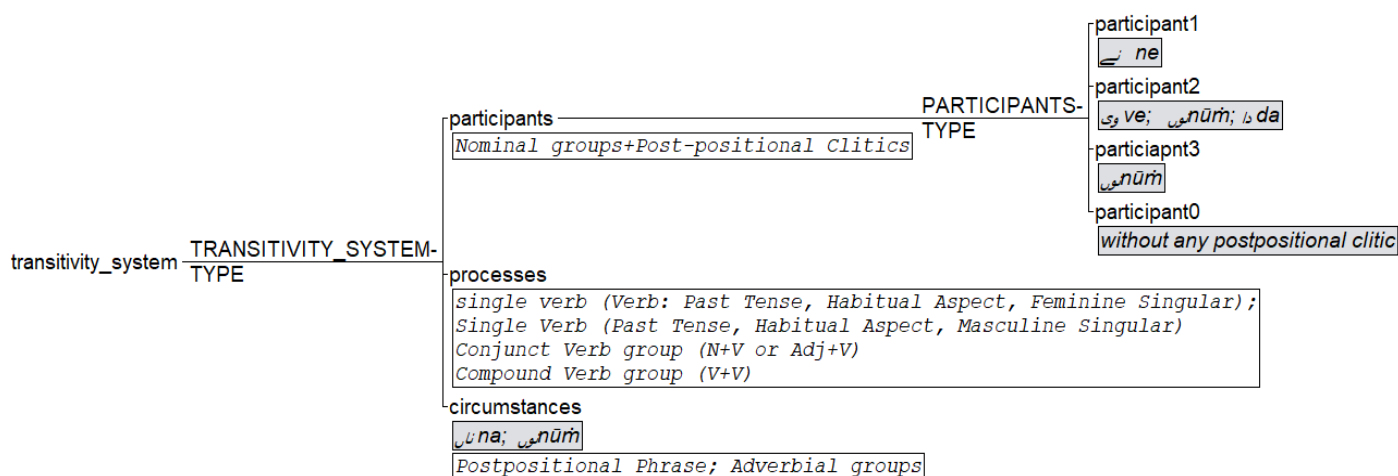 participant1
نے ne
PARTICIPANTS-
TYPE
participant2
وی ve; نوں nūṁ; دا da
participants
Nominal groups+Post-positional Clitics
particiapnt3
نوں nūṁ
participant0
without any postpositional clitic
transitivity_system
TRANSITIVITY_SYSTEM-
TYPE
processes
single verb (Verb: Past Tense, Habitual Aspect, Feminine Singular);
Single Verb (Past Tense, Habitual Aspect, Masculine Singular)
Conjunct Verb group (N+V or Adj+V)
Compound Verb group (V+V)
circumstances
ناں na; نوں nūṁ
Postpositional Phrase; Adverbial groups